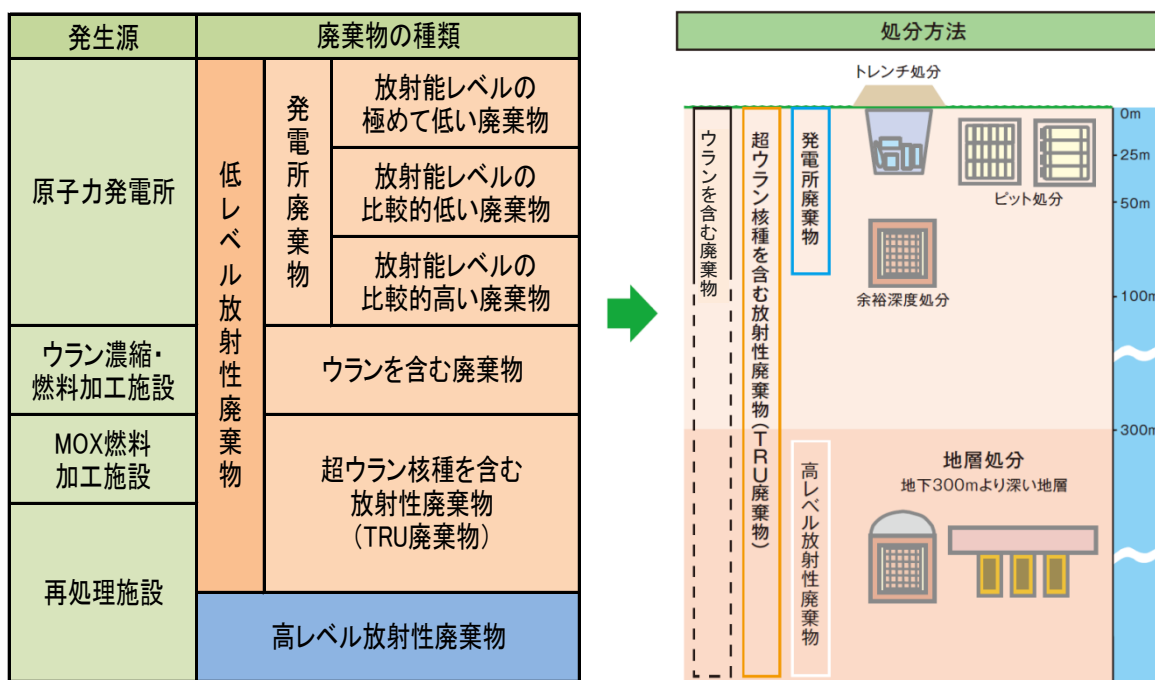 発生源
廃棄物の種類
原子力発電所
低レベル放射性廃棄物
発電所廃棄物
放射能レベルの
極めて低い廃棄物
放射能レベルの
比較的低い廃棄物
放射能レベルの
比較的高い廃棄物
ウラン濃縮・
燃料加工施設
ウランを含む廃棄物
MOX燃料
加工施設
超ウラン核種を含む
放射性廃棄物
（TRU廃棄物）
再処理施設
高レベル放射性廃棄物
処分方法
トレンチ処分
ウランを含む廃棄物
超ウラン核種を含む放射性廃棄物(TRU廃棄物)
発電所廃棄物
ピット処分
余裕深度処分
0m
25m
50m
100m
300m
高レベル放射性廃棄物
地層処分
地下300mより深い地層